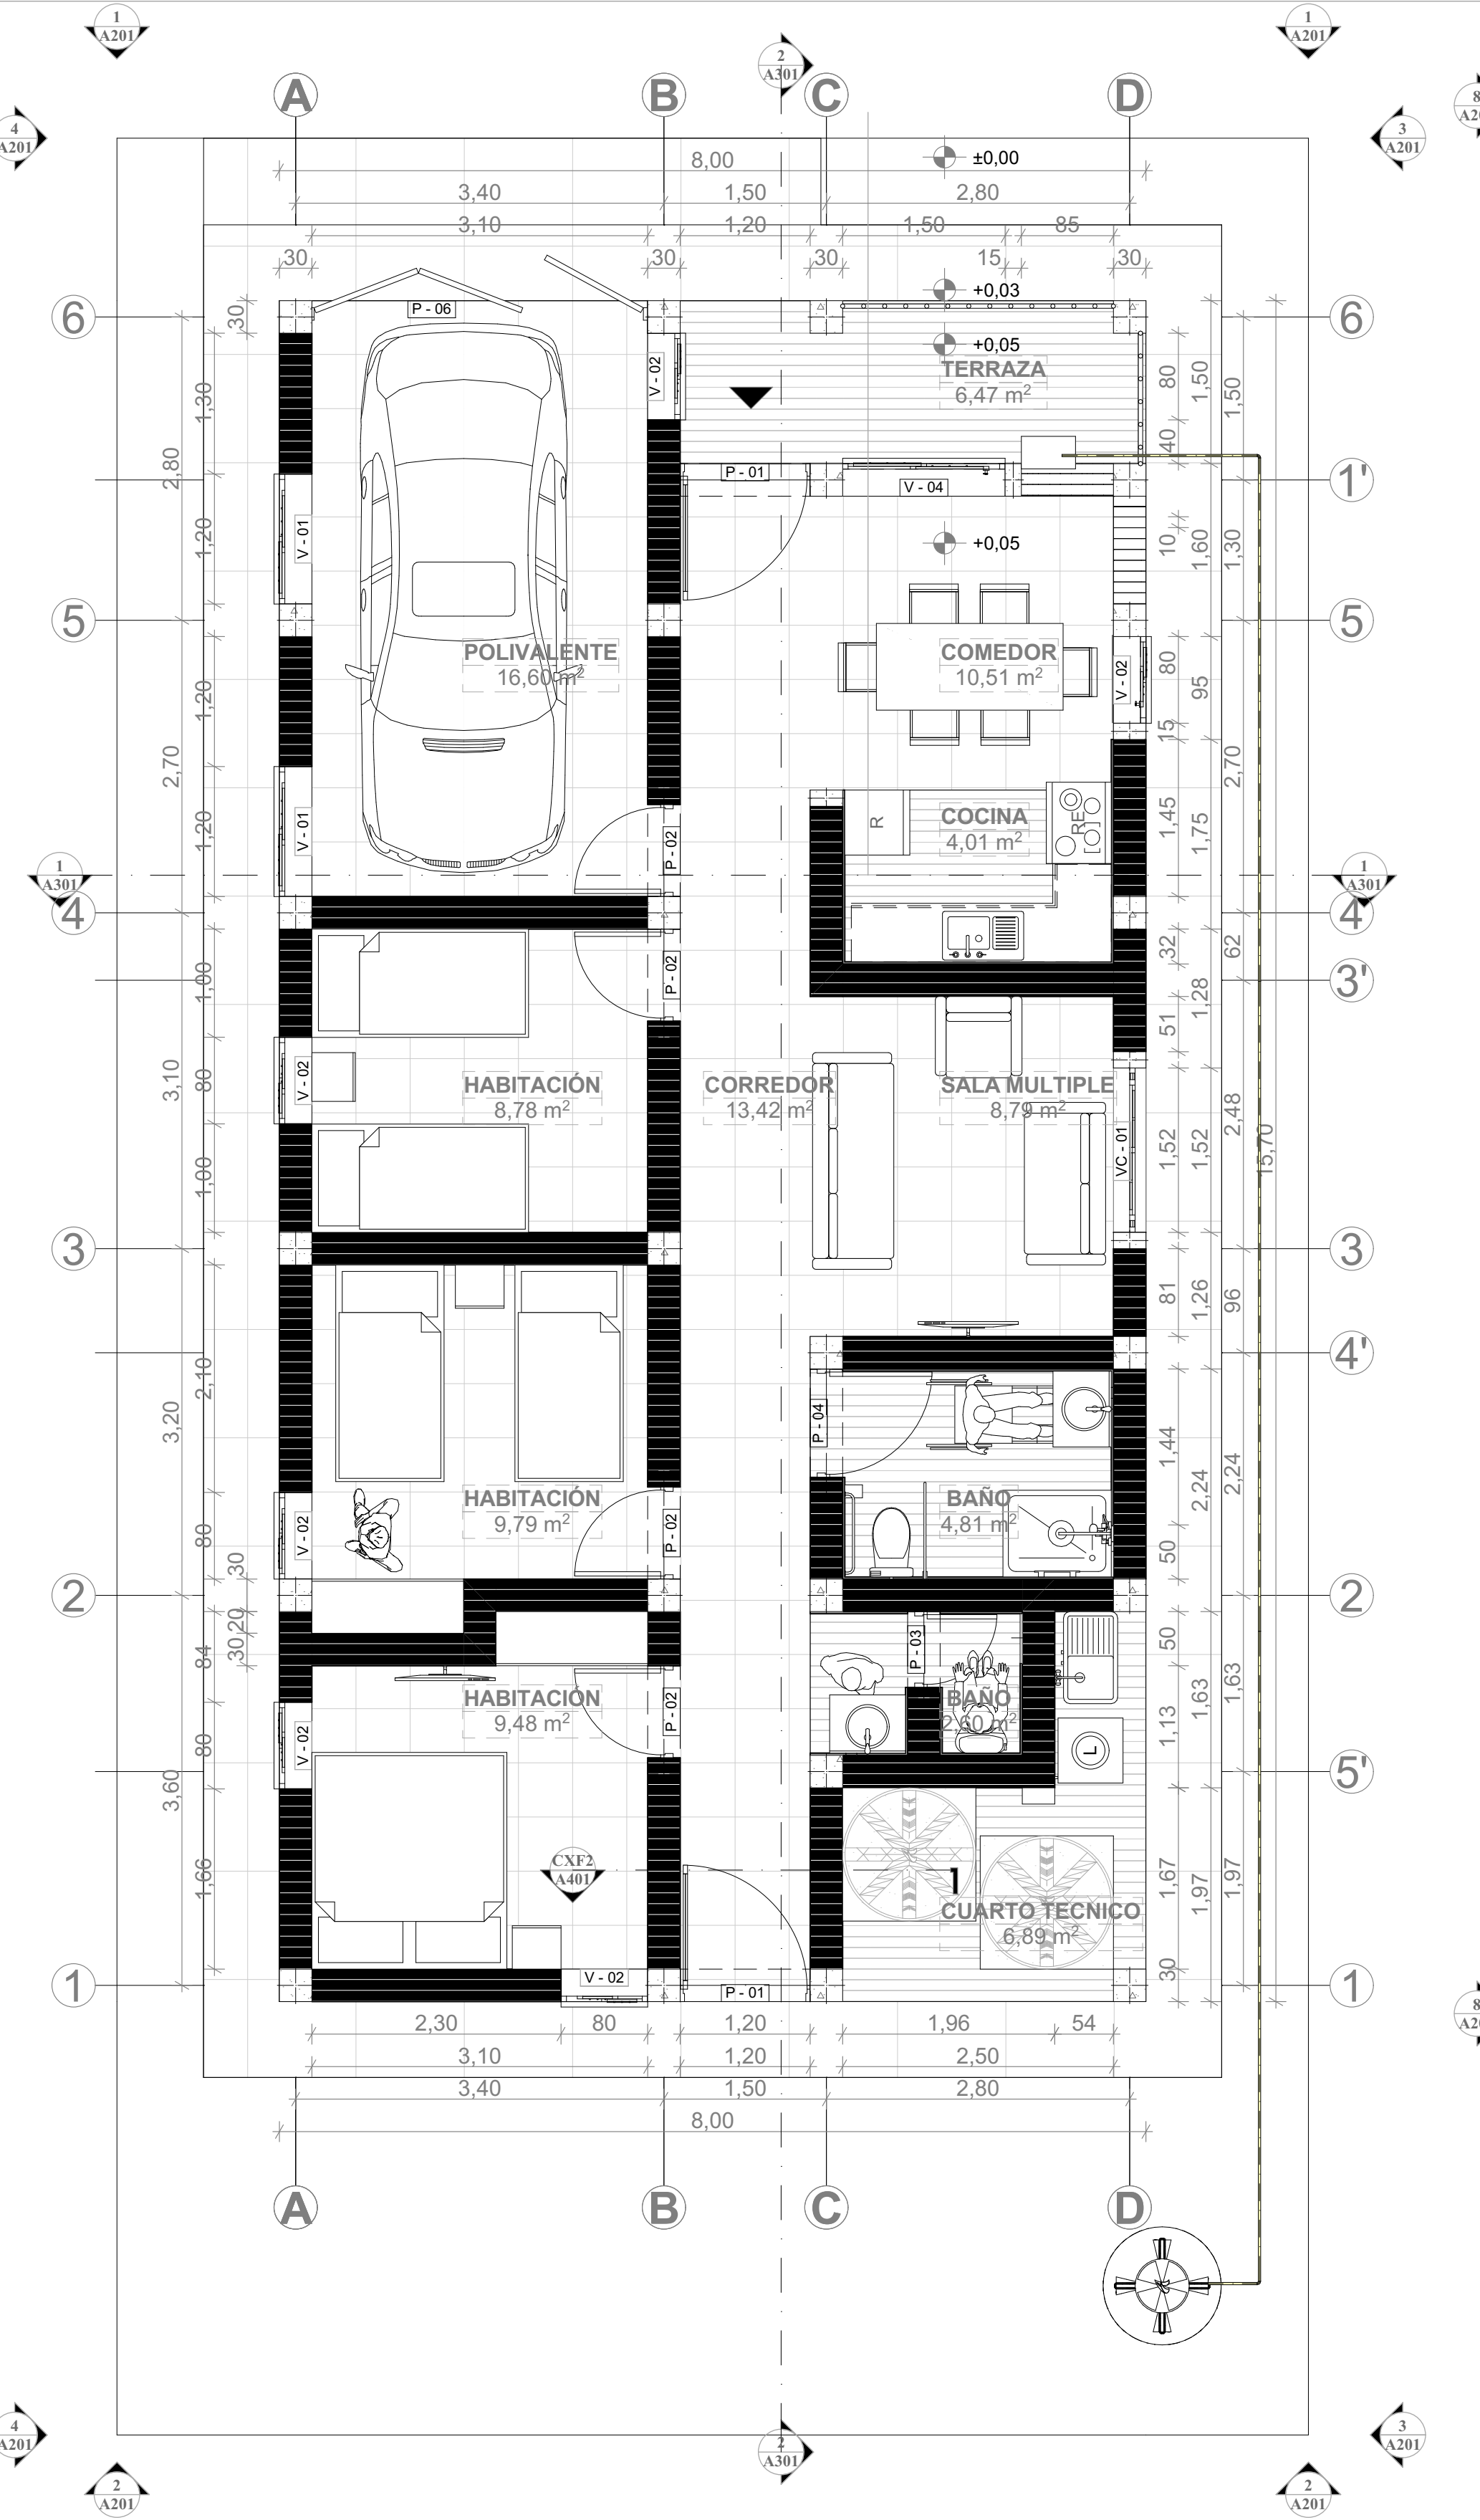 1
A201
1
A201
2
A301
8
4
A201
3
A201
A B C D
8,00
±0,00
3,40 1,50 2,80
3,10 1,20 1,50 85
30 30 30 15 30
+0,03
6 6
P - 06
30
+0,05
TERRAZA
6,47 m²
V - 02
80 1,50 1,50
1,30
40
2,80
P - 01
V - 04
1'
V - 01
1,20
+0,05
10 1,60 1,30
5 5
POLIVALENTE
16,60 m²
COMEDOR
10,51 m²
V - 02
80 95
1,20
15
2,70 2,70
V - 01
1,20
P - 02
R
COCINA
4,01 m²
RE
1,45 1,75
1
A301
1
A301
4 4
1,00
P - 02
32 62
3'
1,28
51
3,10 80
V - 02
HABITACIÓN
8,78 m²
CORREDOR
13,42 m²
SALA MULTIPLE
8,79 m²
2,48
VC - 01
1,52 1,52
15,70
1,00
3 3
81 1,26 96
4'
2,10
3,20
P - 04
1,44 2,24 2,24
HABITACIÓN
9,79 m²
P - 02
BAÑO
4,81 m²
V - 02
80
50
30
2 2
20
84
30
P - 03
50
HABITACIÓN
9,48 m²
P - 02
BAÑO
2,60 m²
1,63 1,63
1,13
V - 02
80
L
5'
3,60
1,66
CXF2
A401
1
1,67 1,97 1,97
CUARTO TECNICO
6,89 m²
30
1 1
V - 02
P - 01
2,30 80 1,20 1,96 54
3,10 1,20 2,50
3,40 1,50 2,80
8,00
A B C D
8
4
A201
2
A301
3
A201
2
A201
2
A201